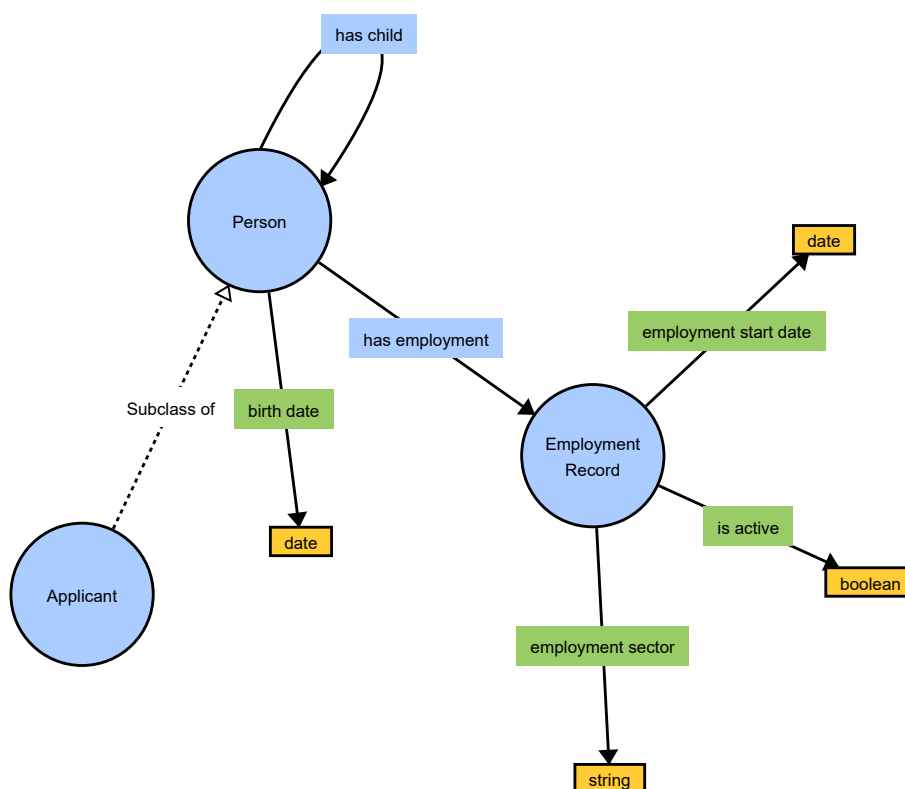 has child
Person
date
employment start date
has employment
Subclass of
birth date
Employment
Record
is active
date
boolean
Applicant
employment sector
string